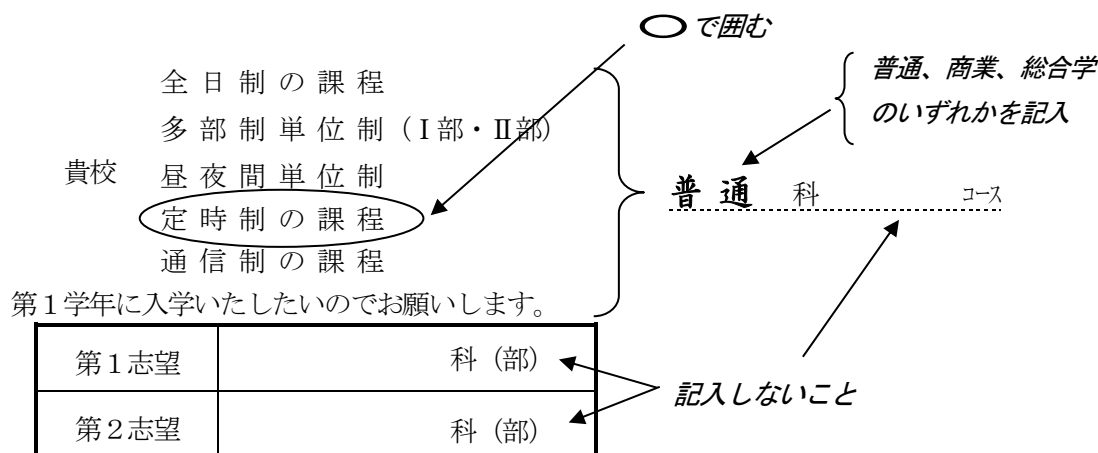 ○で囲む
普通、商業、総合学
のいずれかを記入
全日制の課程
多部制単位制(Ⅰ部・Ⅱ部)
貴校
昼夜間単位制
定時制の課程
通信制の課程
普通 科 コース
第1学年に入学いたしたいのでお願いします。
第1志望 科(部)
第2志望 科(部)
記入しないこと